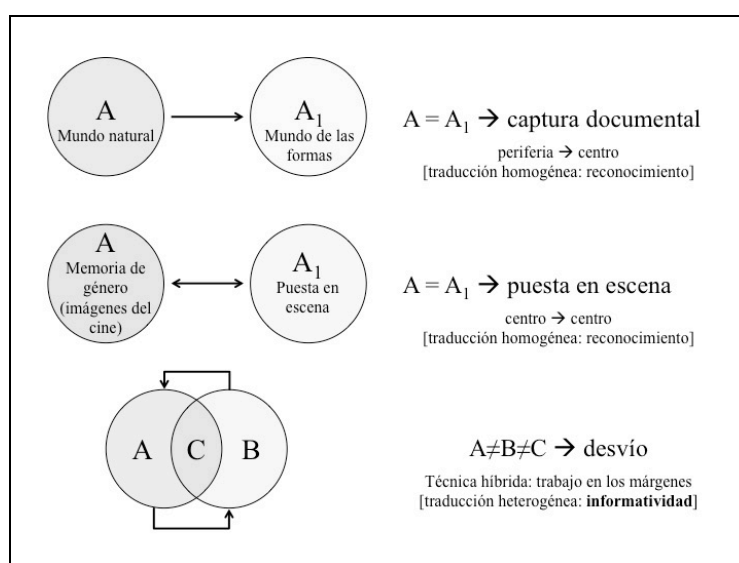 A
Mundo natural
A₁
Mundo de las
formas
A = A₁ → captura documental
periferia → centro
[traducción homogénea: reconocimiento]
A
Memoria de
género
(imágenes del
cine)
A₁
Puesta en
escena
A = A₁ → puesta en escena
centro → centro
[traducción homogénea: reconocimiento]
A
C
B
A≠B≠C → desvío
Técnica híbrida: trabajo en los márgenes
[traducción heterogénea: informatividad]